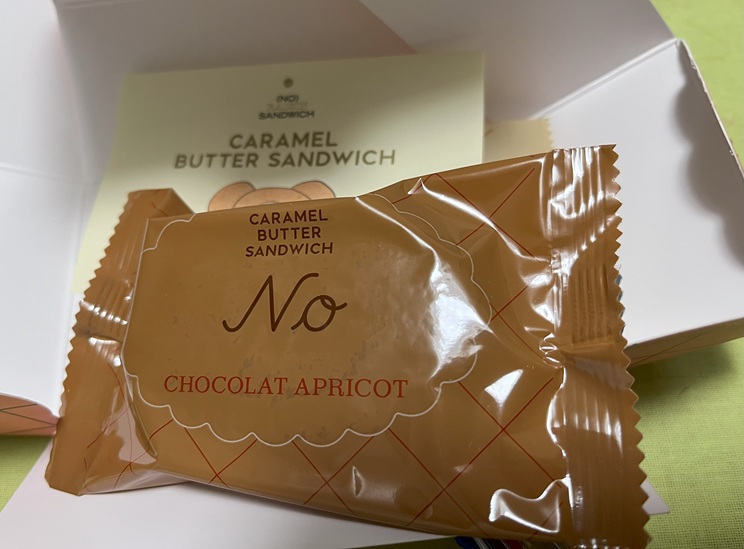 (NO)
SANDWICH
CARAMEL
BUTTER SANDWICH
CARAMEL
BUTTER
SANDWICH
No
CHOCOLAT APRICOT